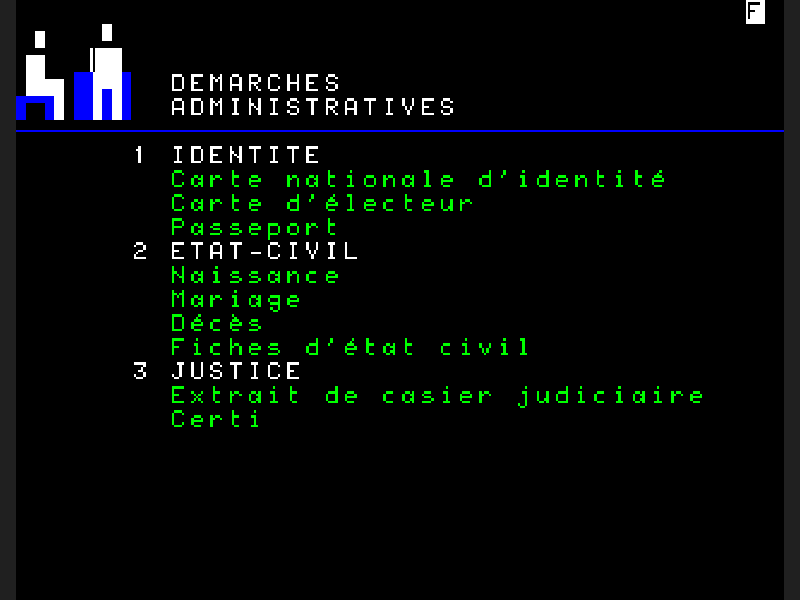 F
DEMARCHES
ADMINISTRATIVES
1 IDENTITE
Carte nationale d'identité
Carte d'électeur
Passeport
2 ETAT-CIVIL
Naissance
Mariage
Décès
Fiches d'état civil
3 JUSTICE
Extrait de casier judiciaire
Certi